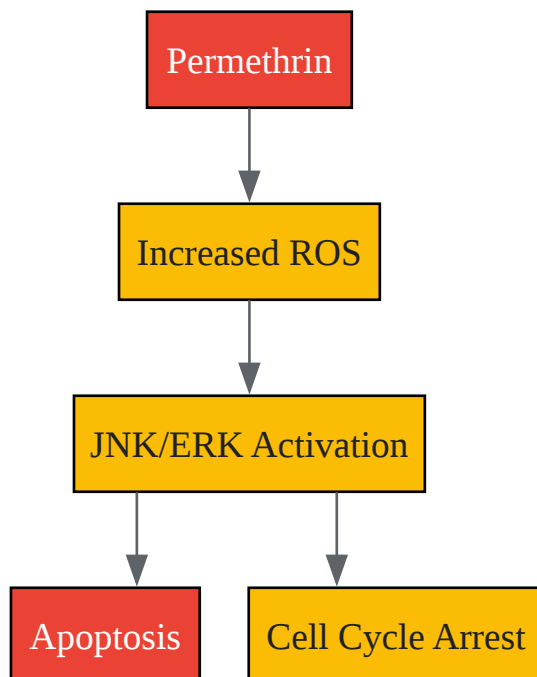 Permethrin
Increased ROS
JNK/ERK Activation
Apoptosis
Cell Cycle Arrest